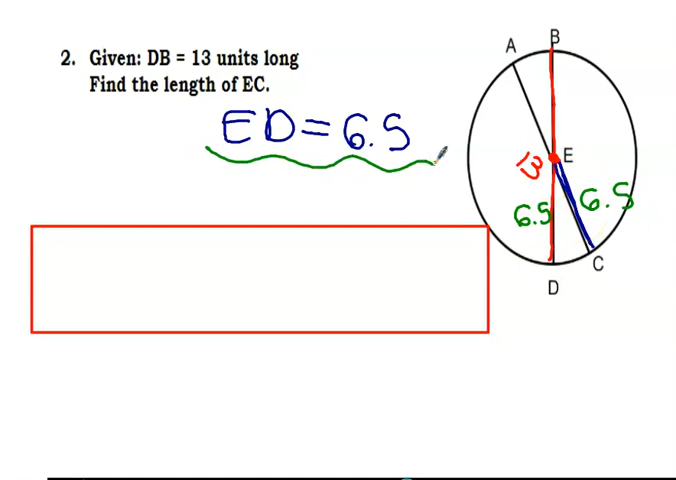 2. Given: DB = 13 units long
Find the length of EC.
ED = 6.5
A
B
E
13
6.5
6.5
C
D